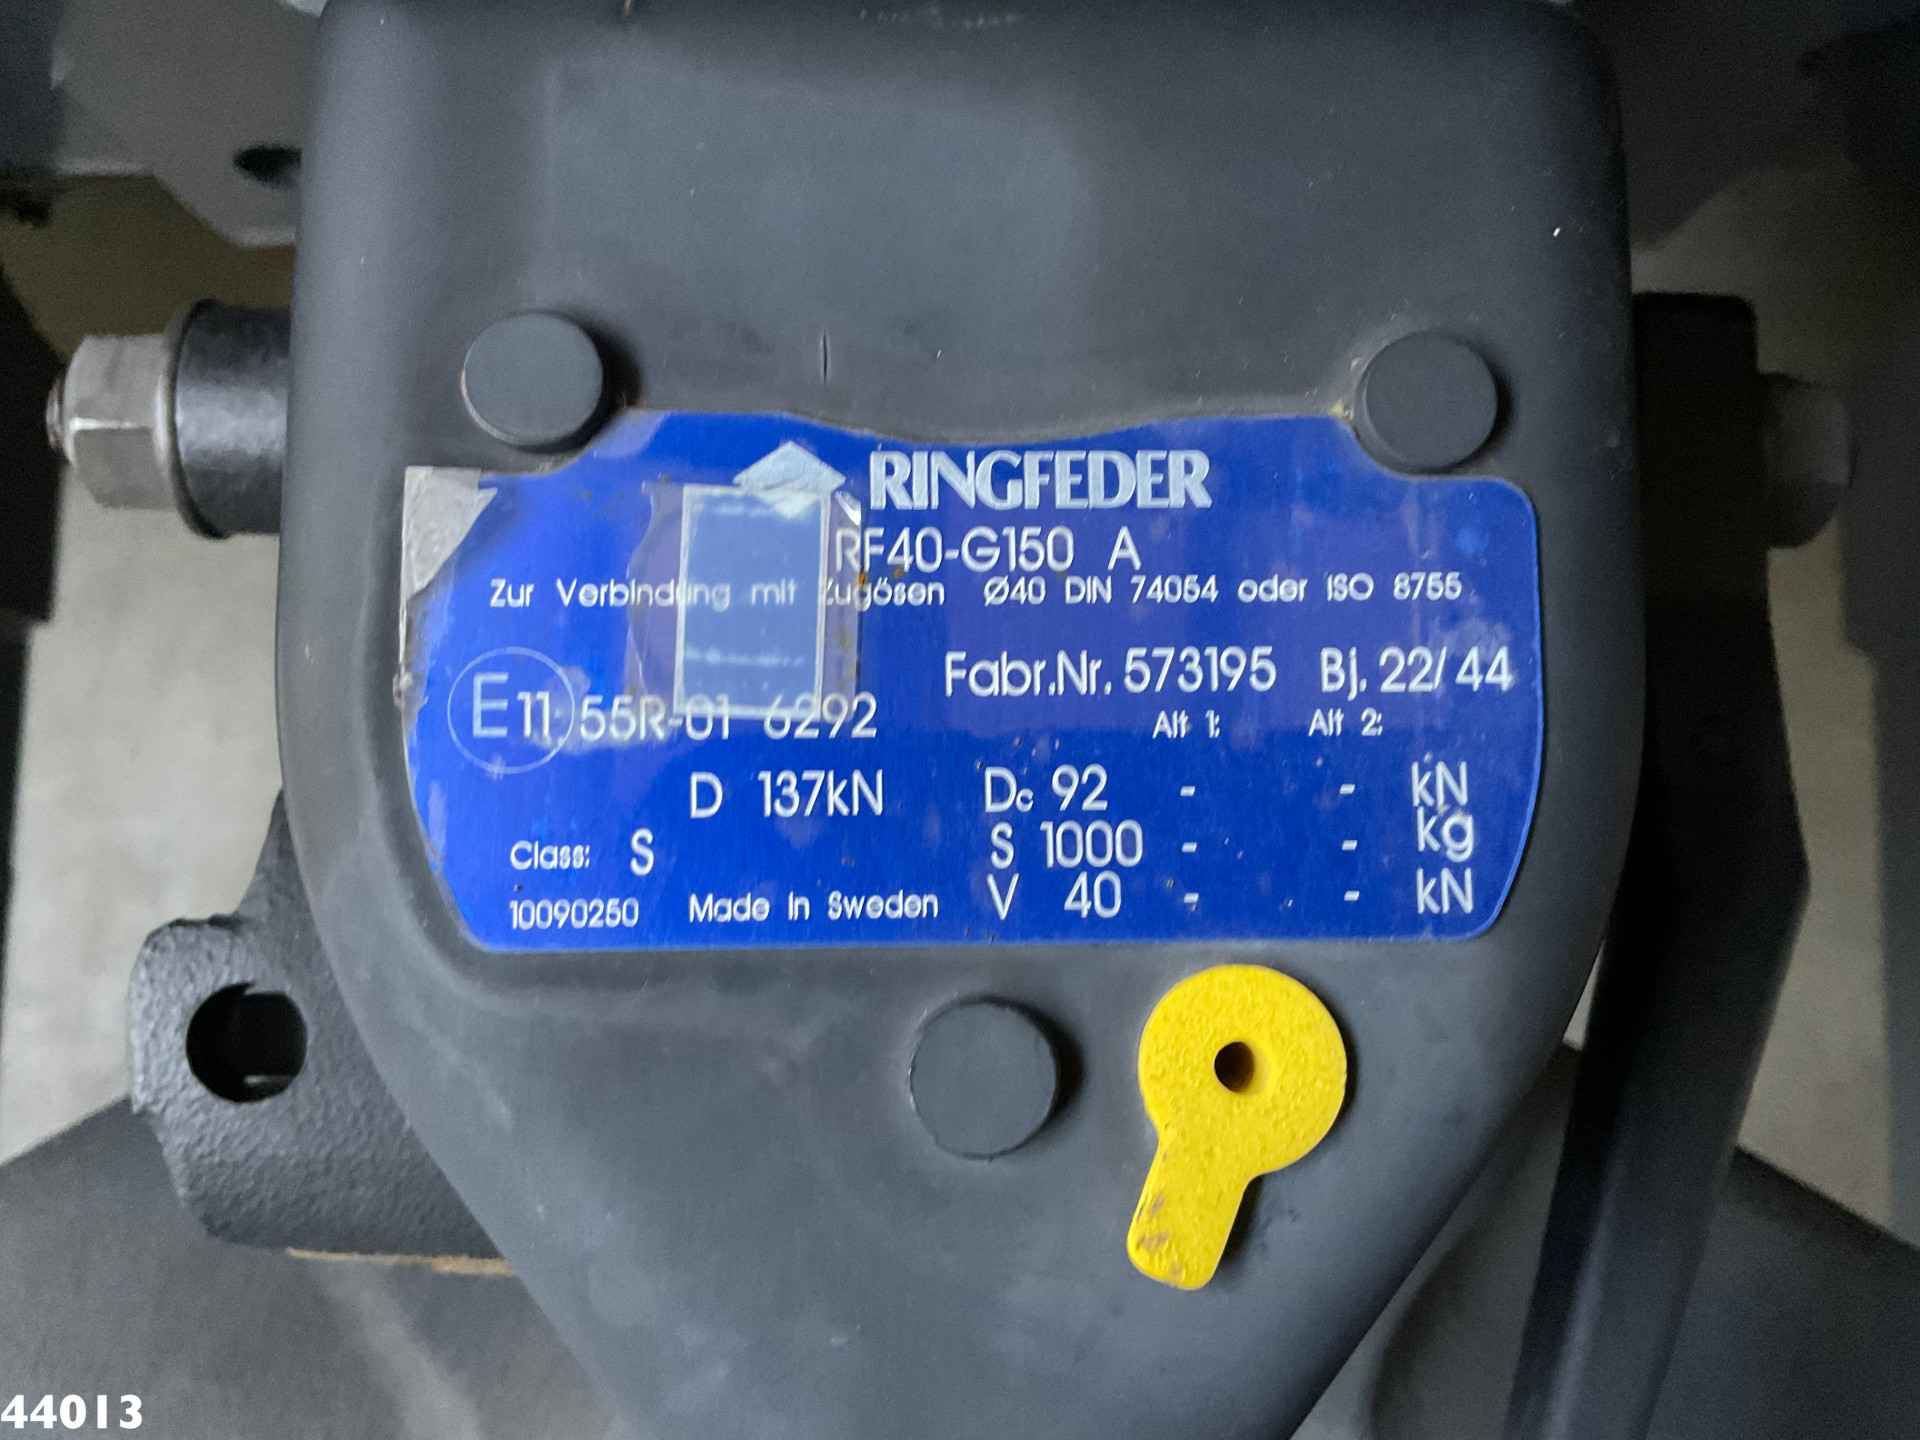 RINGFEDER
RF40-G150 A
Zur Verbindung mit Zugösen Ø40 DIN 74054 oder ISO 8755
Fabr.Nr. 573195 Bj. 22/44
E11 55R-01 6292 Alt 1: Alt 2:
D 137kN Dc 92 - - kN
Class: S S 1000 - - kg
10090250 Made in Sweden V 40 - - kN
44013